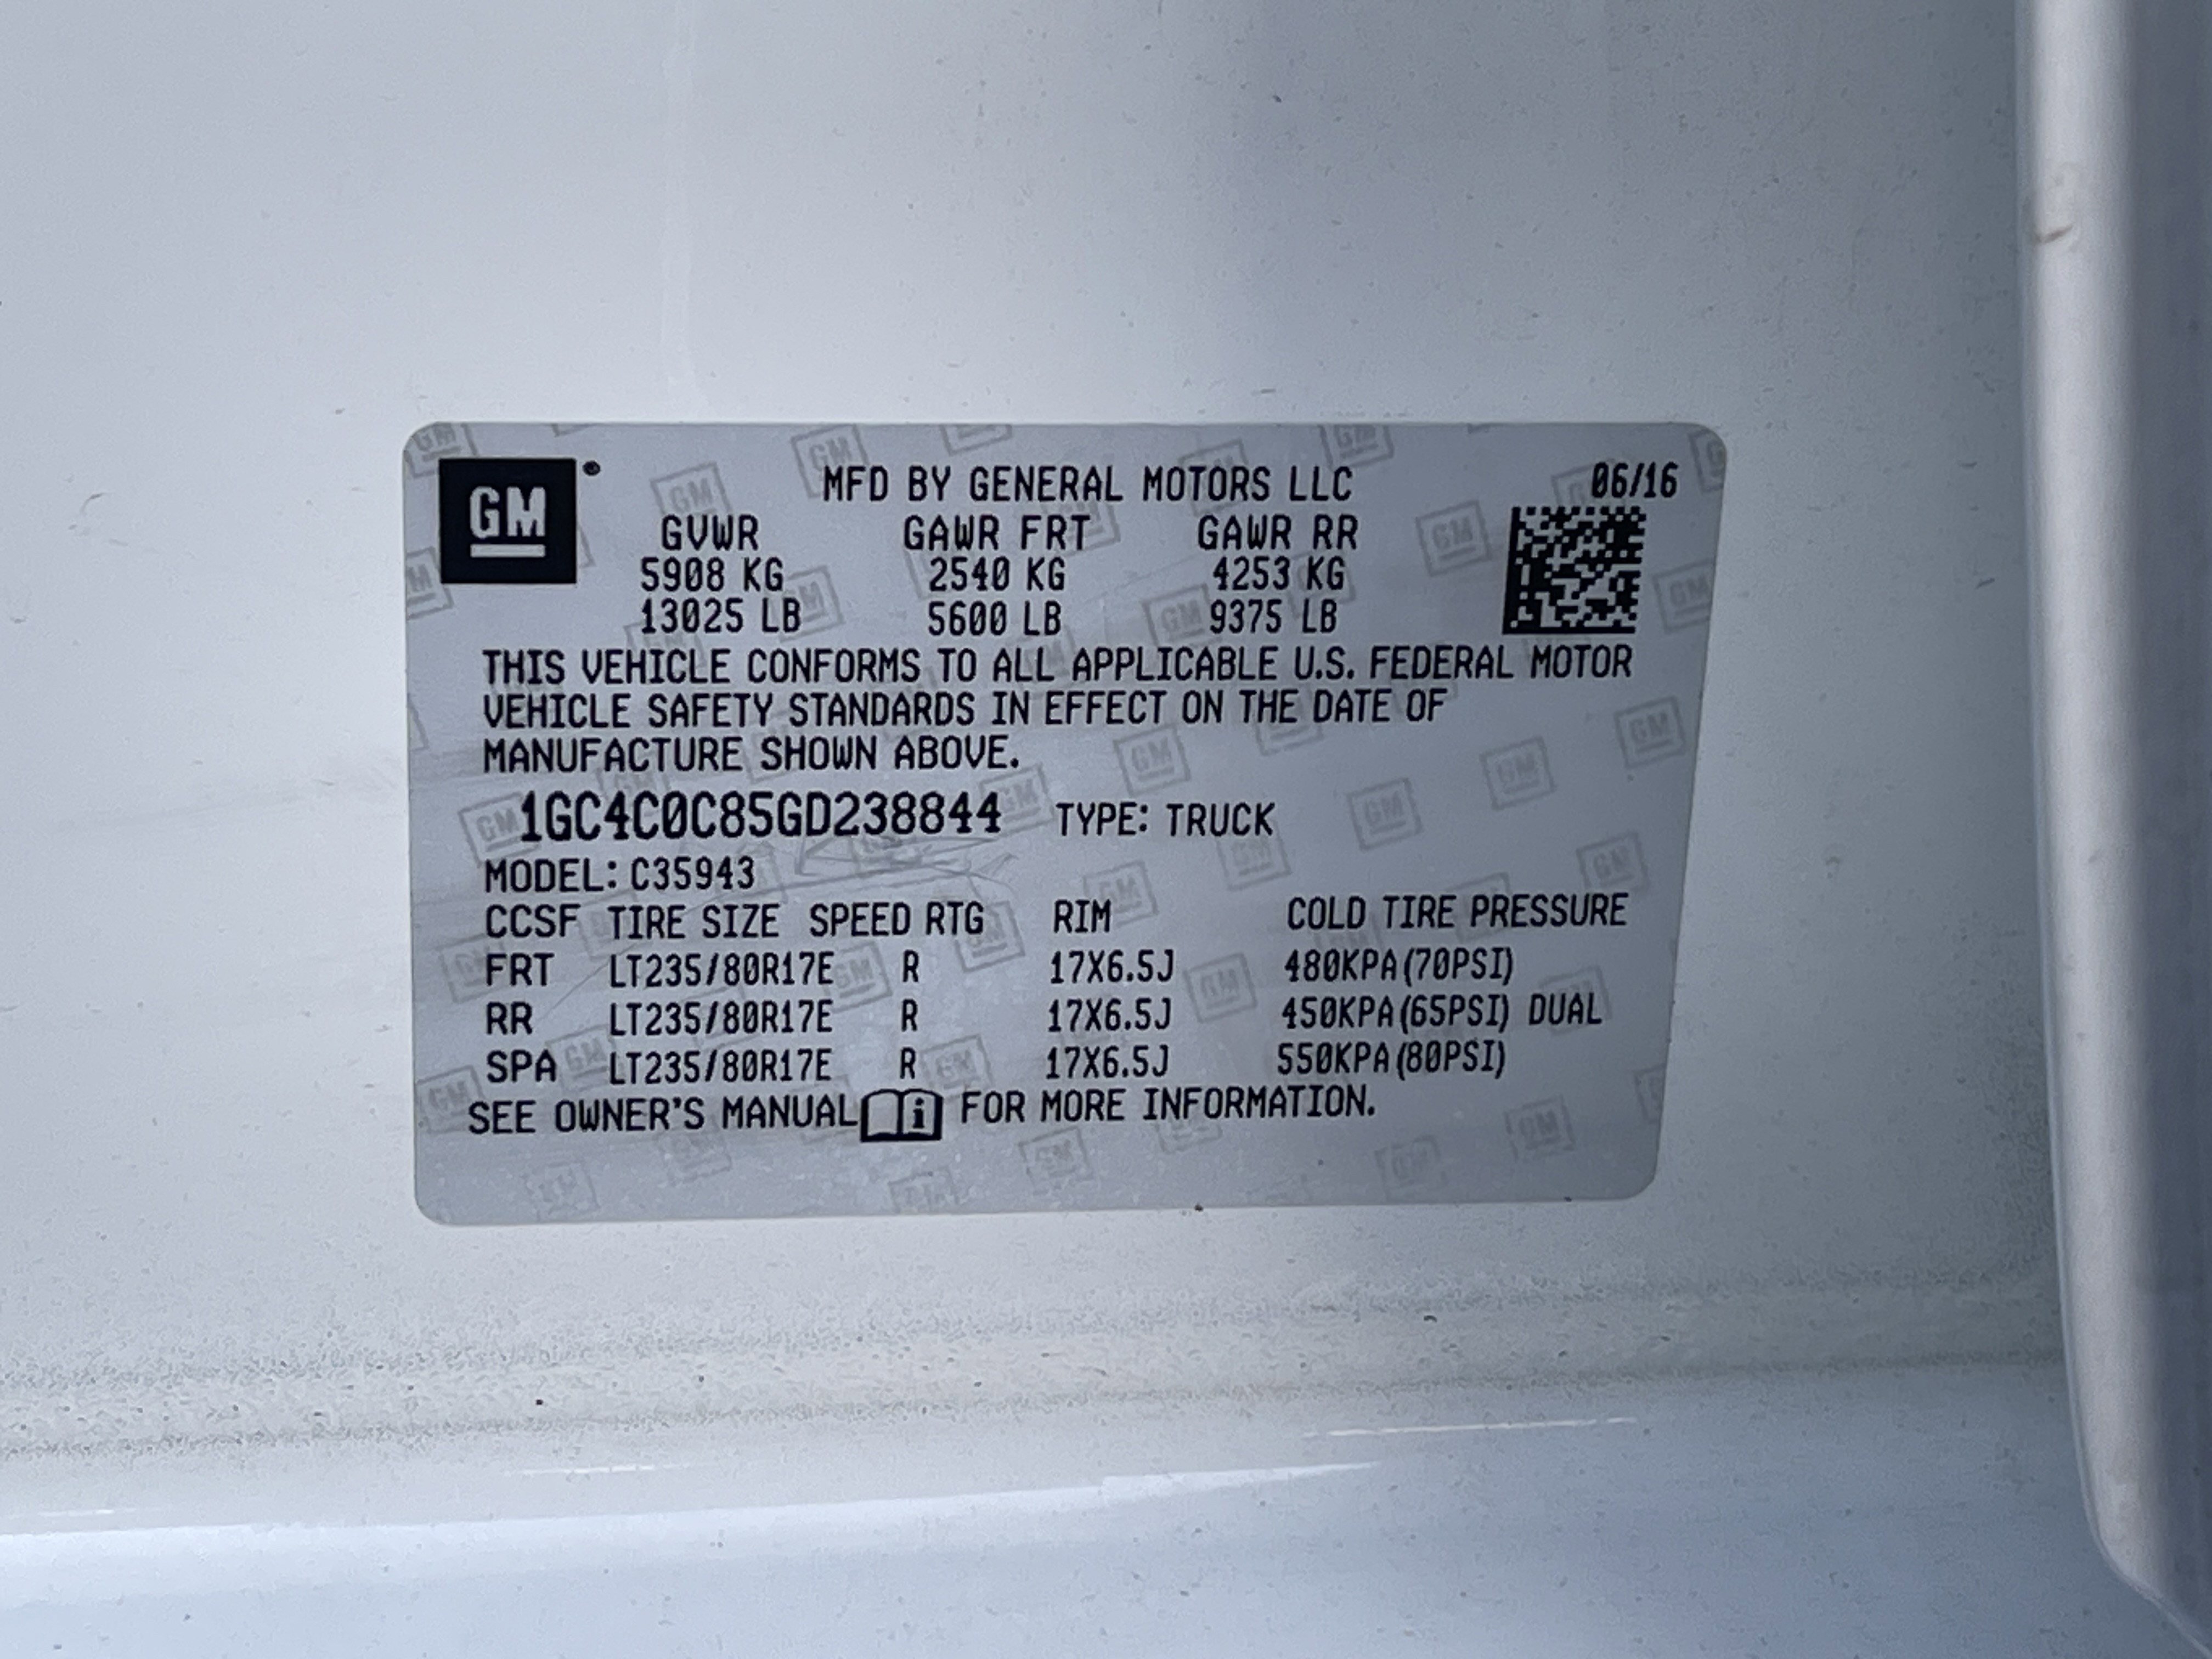 GM
MFD BY GENERAL MOTORS LLC 06/16
GVWR GAWR FRT GAWR RR
5908 KG 2540 KG 4253 KG
13025 LB 5600 LB 9375 LB
THIS VEHICLE CONFORMS TO ALL APPLICABLE U.S. FEDERAL MOTOR
VEHICLE SAFETY STANDARDS IN EFFECT ON THE DATE OF
MANUFACTURE SHOWN ABOVE.
1GC4C0C85GD238844 TYPE: TRUCK
MODEL: C35943
CCSF TIRE SIZE SPEED RTG RIM COLD TIRE PRESSURE
FRT LT235/80R17E R 17X6.5J 480KPA(70PSI)
RR LT235/80R17E R 17X6.5J 450KPA(65PSI) DUAL
SPA LT235/80R17E R 17X6.5J 550KPA(80PSI)
SEE OWNER'S MANUAL i FOR MORE INFORMATION.